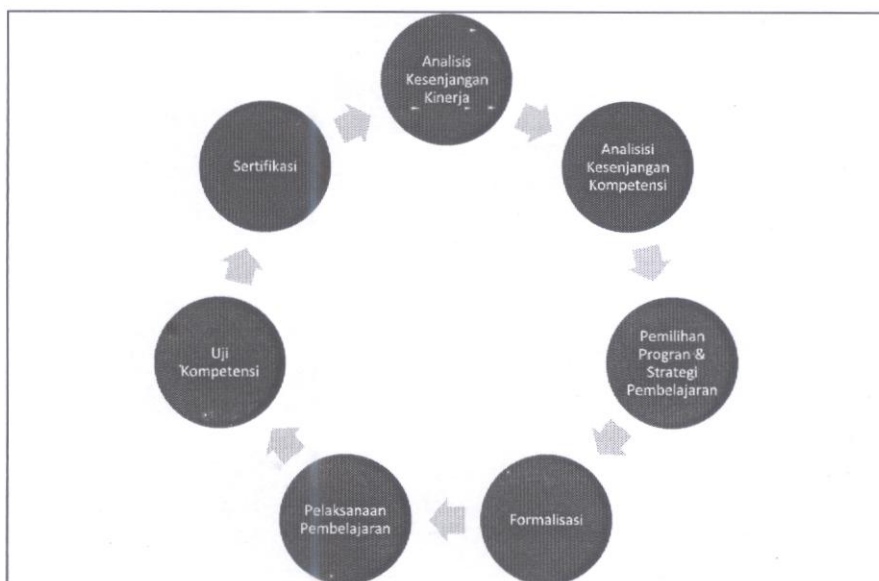 Analisis
Kesenjangan
Kinerja
Analisisi
Kesenjangan
Kompetensi
Pemilihan
Progran &
Strategi
Pembelajaran
Formalisasi
Pelaksanaan
Pembelajaran
Uji
Kompetensi
Sertifikasi